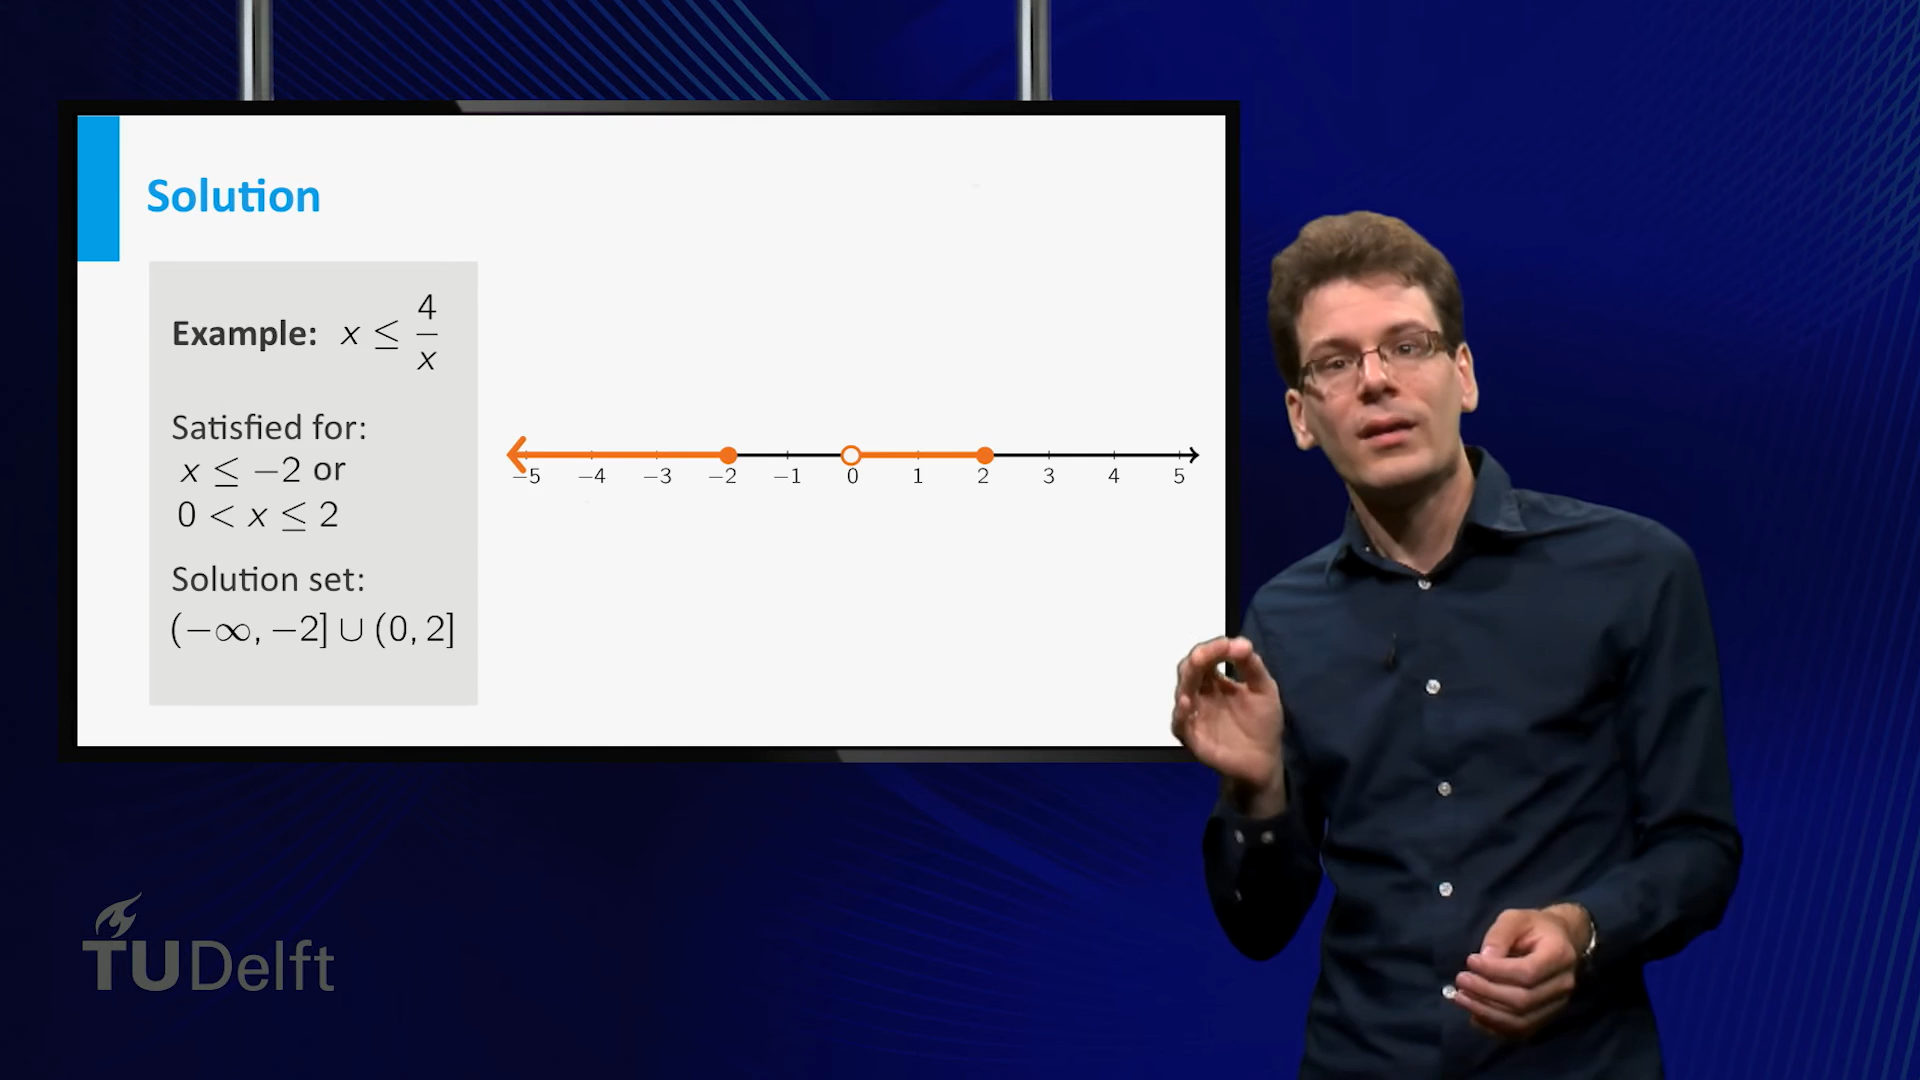 Solution
Example: x ≤ 4/x
Satisfied for:
x ≤ −2 or
0 < x ≤ 2
Solution set:
(−∞, −2] ∪ (0, 2]
−5 −4 −3 −2 −1 0 1 2 3 4 5
TU Delft